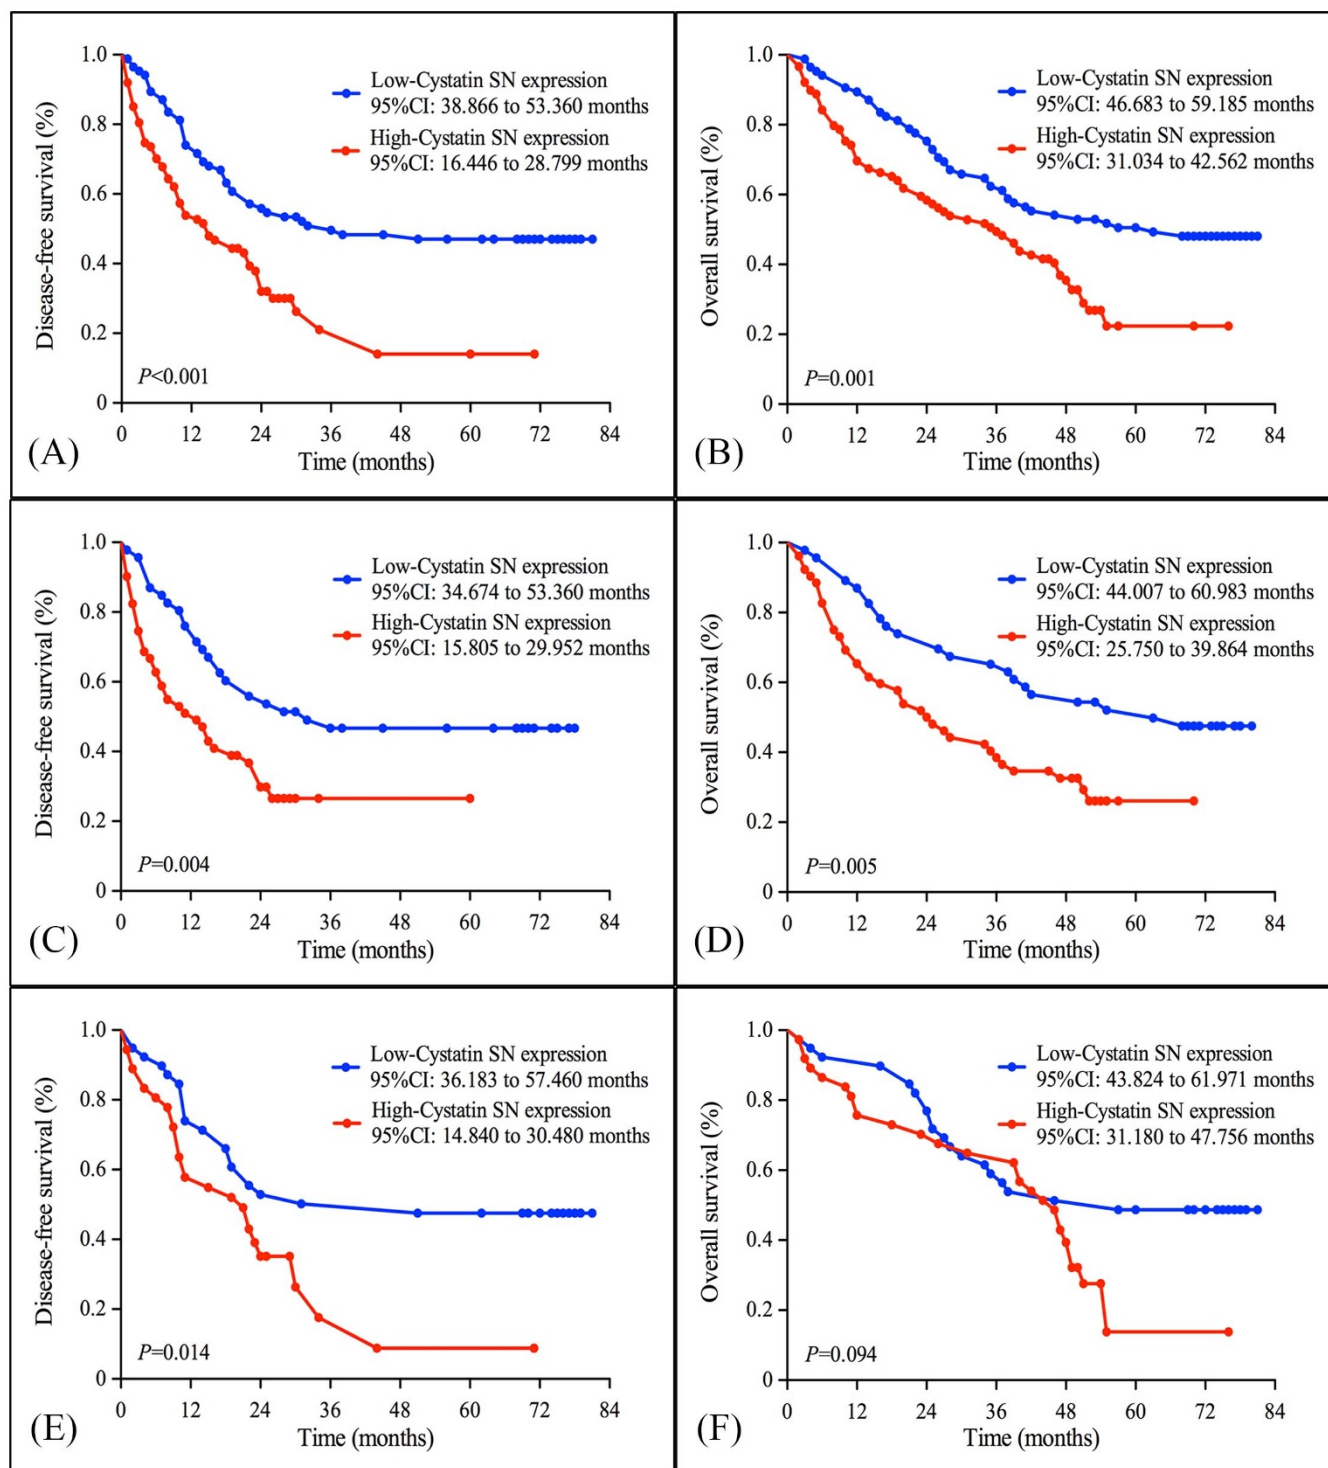 Disease-free survival (%)
1.0
0.8
0.6
0.4
0.2
0
Low-Cystatin SN expression
95%CI: 38.866 to 53.360 months
High-Cystatin SN expression
95%CI: 16.446 to 28.799 months
P<0.001
0 12 24 36 48 60 72 84
Time (months)
(A)
Overall survival (%)
1.0
0.8
0.6
0.4
0.2
0
Low-Cystatin SN expression
95%CI: 46.683 to 59.185 months
High-Cystatin SN expression
95%CI: 31.034 to 42.562 months
P=0.001
0 12 24 36 48 60 72 84
Time (months)
(B)
Disease-free survival (%)
1.0
0.8
0.6
0.4
0.2
0
Low-Cystatin SN expression
95%CI: 34.674 to 53.360 months
High-Cystatin SN expression
95%CI: 15.805 to 29.952 months
P=0.004
0 12 24 36 48 60 72 84
Time (months)
(C)
Overall survival (%)
1.0
0.8
0.6
0.4
0.2
0
Low-Cystatin SN expression
95%CI: 44.007 to 60.983 months
High-Cystatin SN expression
95%CI: 25.750 to 39.864 months
P=0.005
0 12 24 36 48 60 72 84
Time (months)
(D)
Disease-free survival (%)
1.0
0.8
0.6
0.4
0.2
0
Low-Cystatin SN expression
95%CI: 36.183 to 57.460 months
High-Cystatin SN expression
95%CI: 14.840 to 30.480 months
P=0.014
0 12 24 36 48 60 72 84
Time (months)
(E)
Overall survival (%)
1.0
0.8
0.6
0.4
0.2
0
Low-Cystatin SN expression
95%CI: 43.824 to 61.971 months
High-Cystatin SN expression
95%CI: 31.180 to 47.756 months
P=0.094
0 12 24 36 48 60 72 84
Time (months)
(F)